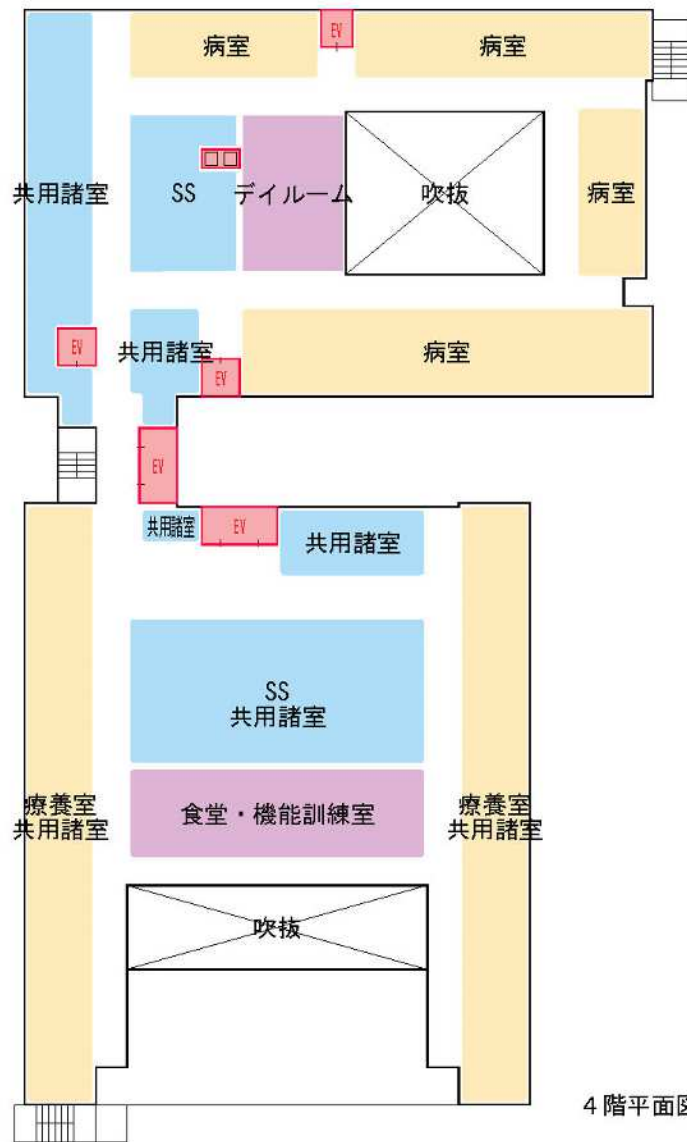 EV
病室
病室
共用諸室
SS
デイルーム
吹抜
病室
EV
共用諸室
EV
病室
EV
共用諸室
EV
共用諸室
SS
共用諸室
療養室
共用諸室
食堂・機能訓練室
療養室
共用諸室
吹抜
4階平面図